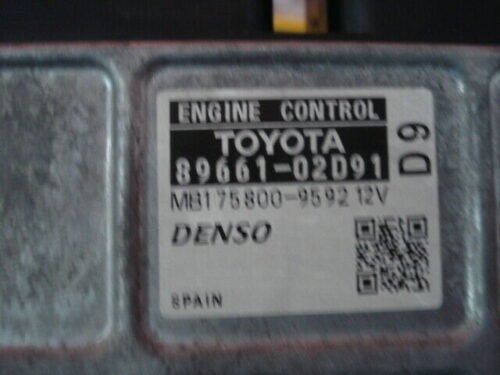 ENGINE CONTROL
TOYOTA
89661-02D91
D9
MB175800-9592 12V
DENSO
SPAIN